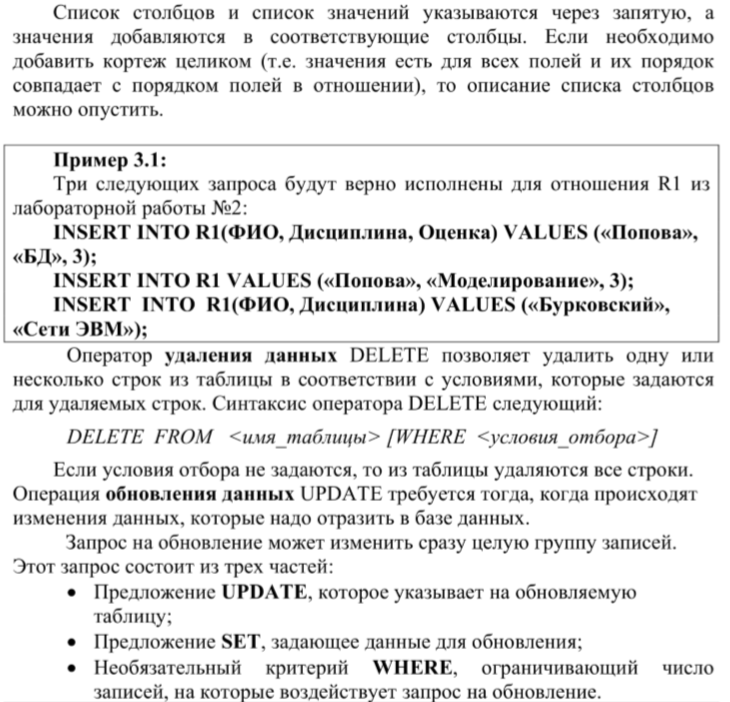 Список столбцов и список значений указываются через запятую, а
значения добавляются в соответствующие столбцы. Если необходимо
добавить кортеж целиком (т.е. значения есть для всех полей и их порядок
совпадает с порядком полей в отношении), то описание списка столбцов
можно опустить.
Пример 3.1:
Три следующих запроса будут верно исполнены для отношения R1 из
лабораторной работы №2:
INSERT INTO R1(ФИО, Дисциплина, Оценка) VALUES («Попова»,
«БД», 3);
INSERT INTO R1 VALUES («Попова», «Моделирование», 3);
INSERT INTO R1(ФИО, Дисциплина) VALUES («Бурковский»,
«Сети ЭВМ»);
Оператор удаления данных DELETE позволяет удалить одну или
несколько строк из таблицы в соответствии с условиями, которые задаются
для удаляемых строк. Синтаксис оператора DELETE следующий:
DELETE FROM <имя_таблицы> [WHERE <условия_отбора>]
Если условия отбора не задаются, то из таблицы удаляются все строки.
Операция обновления данных UPDATE требуется тогда, когда происходят
изменения данных, которые надо отразить в базе данных.
Запрос на обновление может изменить сразу целую группу записей.
Этот запрос состоит из трех частей:
• Предложение UPDATE, которое указывает на обновляемую
таблицу;
• Предложение SET, задающее данные для обновления;
• Необязательный критерий WHERE, ограничивающий число
записей, на которые воздействует запрос на обновление.